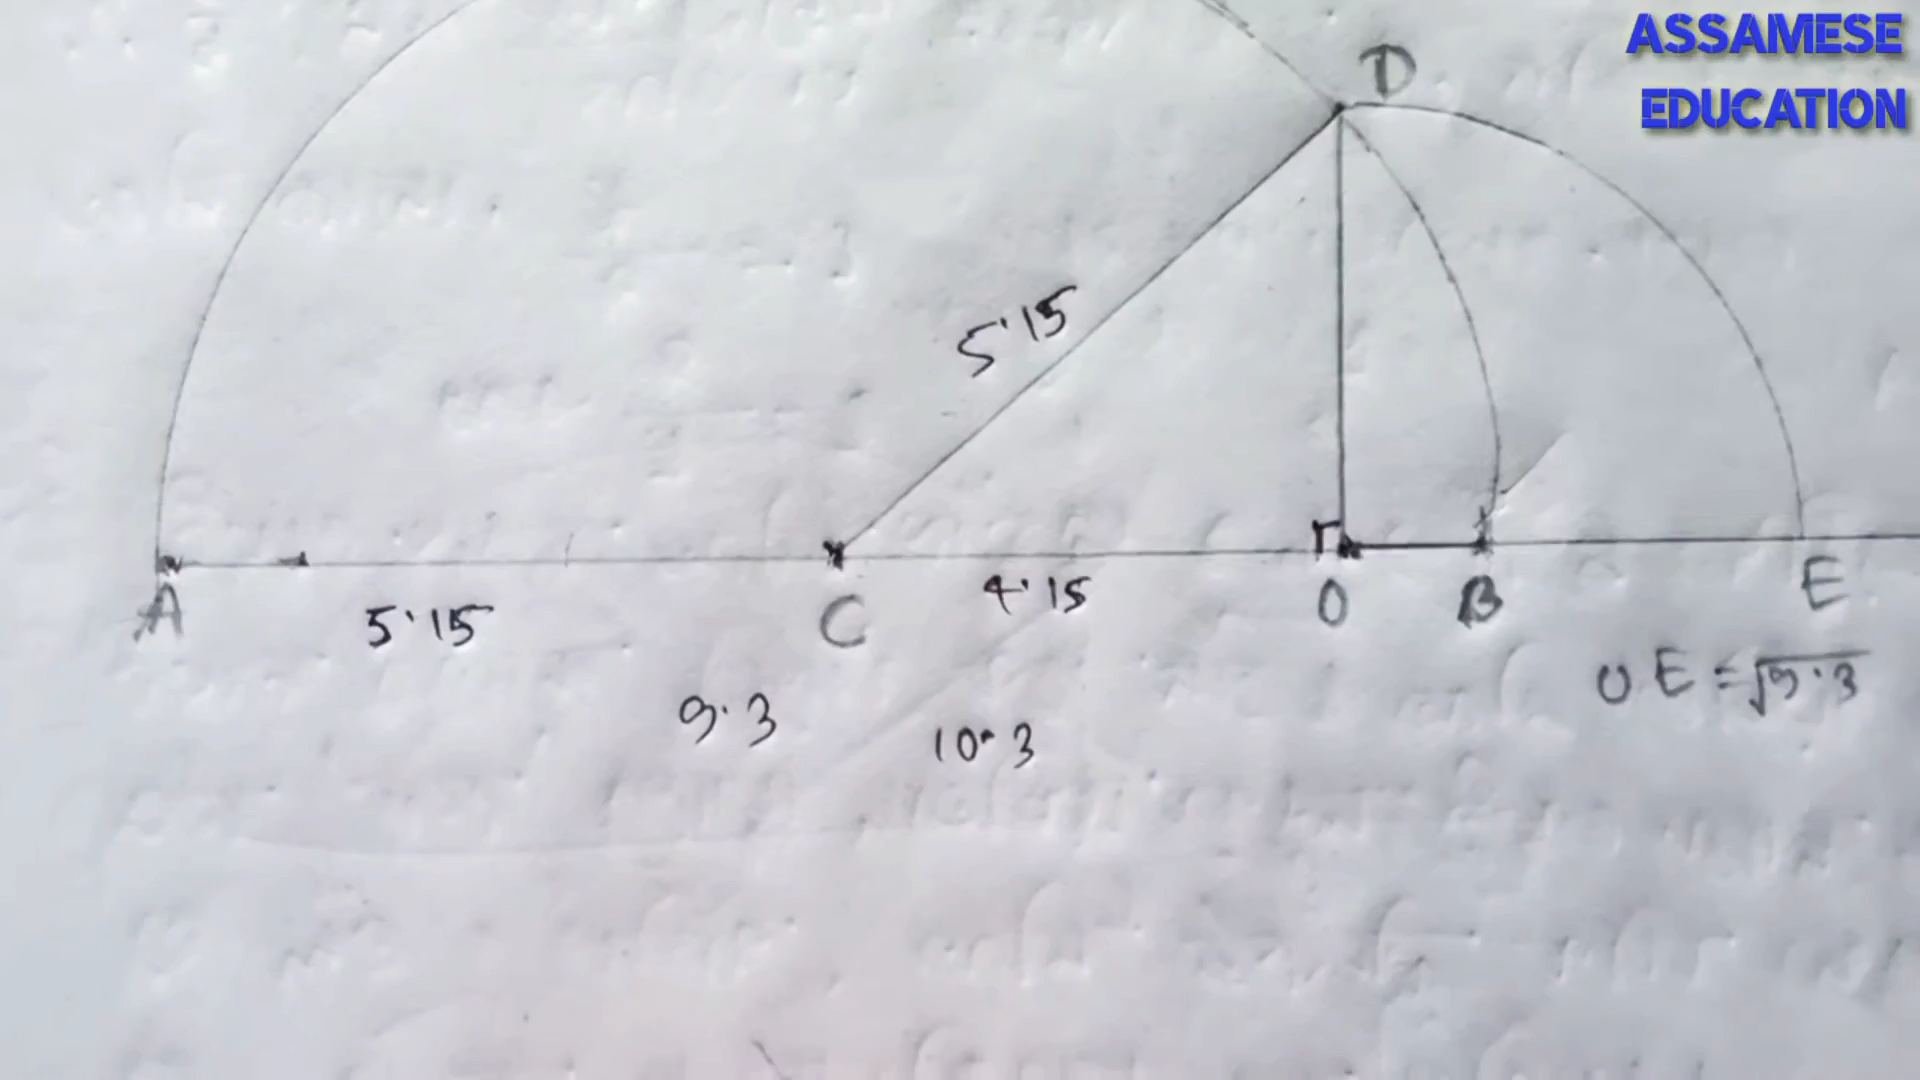 ASSAMESE
EDUCATION
D
5.15
A
C
O
B
E
5.15
4.15
OE = √9.3
9.3
10.3